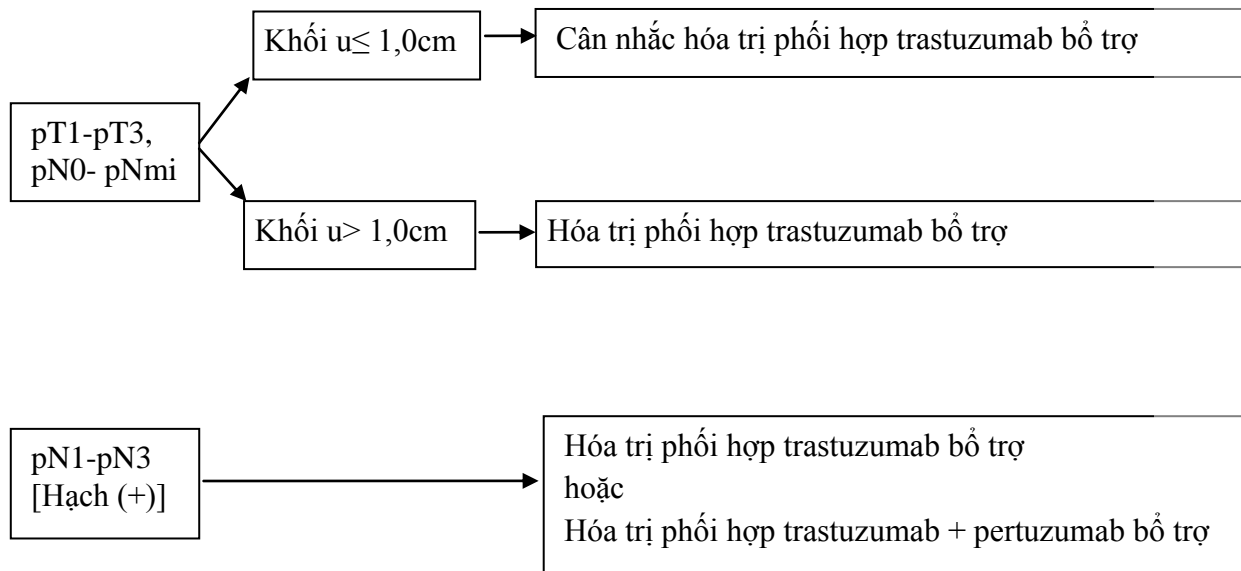 Khối u≤ 1,0cm
Cân nhắc hóa trị phối hợp trastuzumab bổ trợ
pT1-pT3,
pN0- pNmi
Khối u> 1,0cm
Hóa trị phối hợp trastuzumab bổ trợ
pN1-pN3
[Hạch (+)]
Hóa trị phối hợp trastuzumab bổ trợ
hoặc
Hóa trị phối hợp trastuzumab + pertuzumab bổ trợ